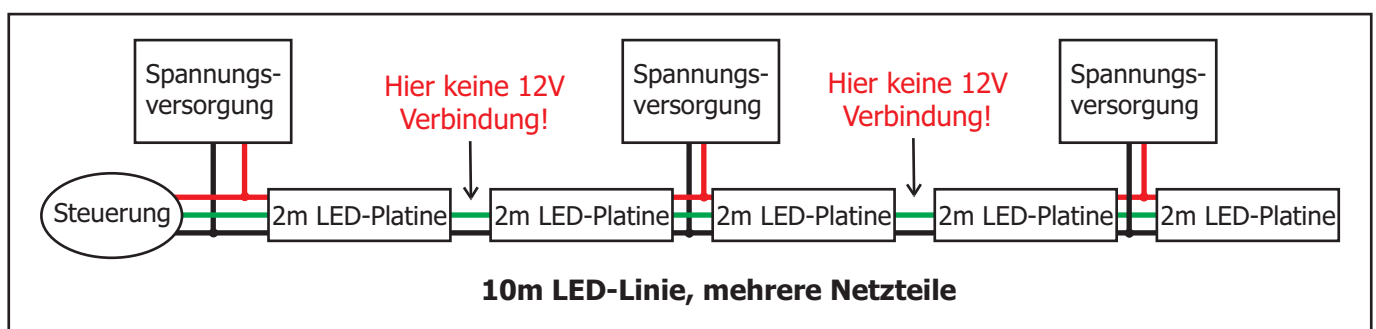 Spannungs-
versorgung
Hier keine 12V
Verbindung!
Spannungs-
versorgung
Hier keine 12V
Verbindung!
Spannungs-
versorgung
Steuerung
2m LED-Platine
2m LED-Platine
2m LED-Platine
2m LED-Platine
2m LED-Platine
10m LED-Linie, mehrere Netzteile